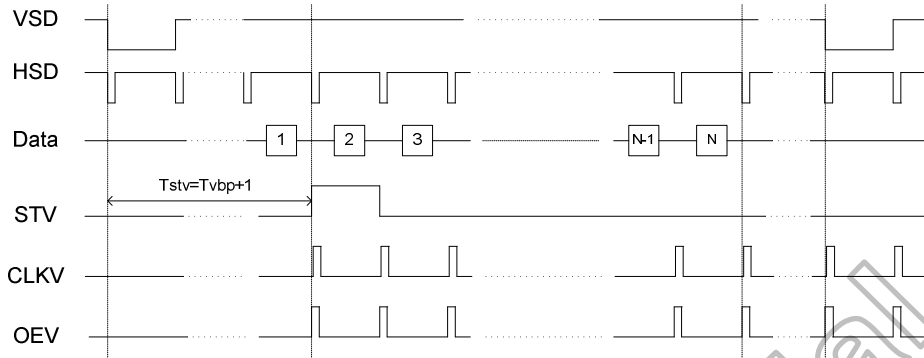 VSD
HSD
Data 1 2 3 N-1 N
Tstv=Tvbp+1
STV
CLKV
OEV